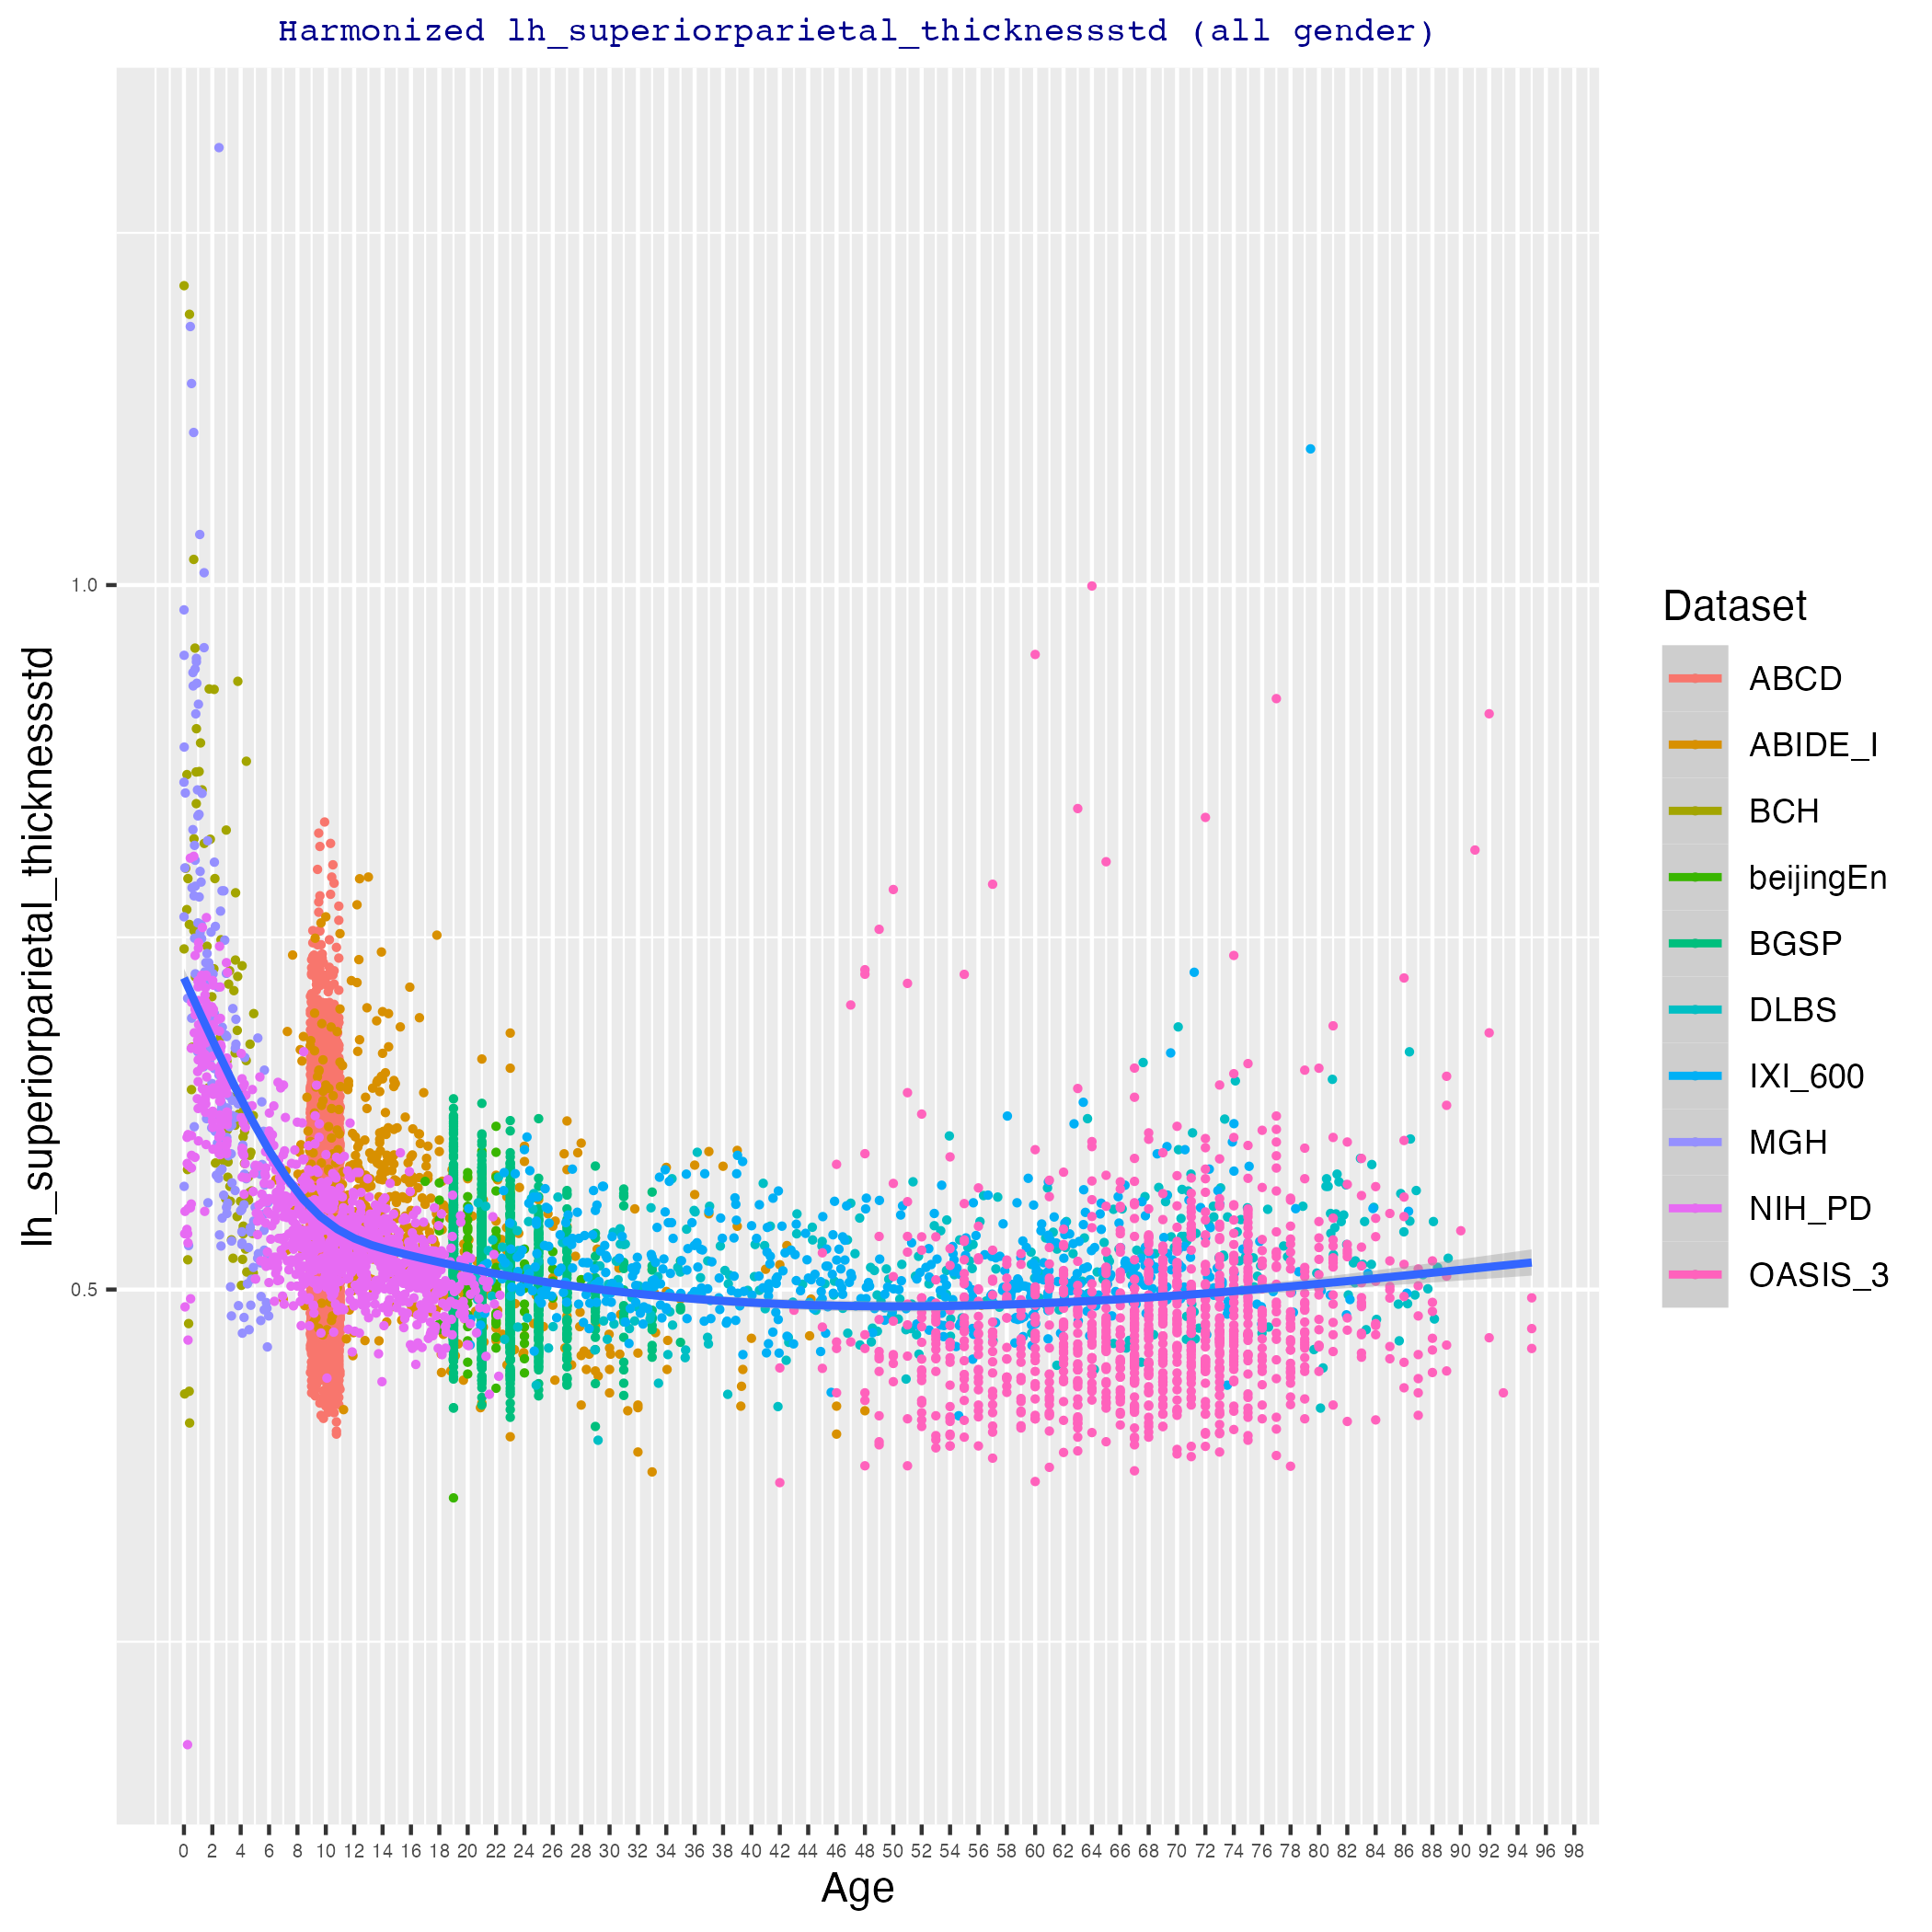 Harmonized lh_superiorparietal_thicknessstd (all gender)
lh_superiorparietal_thicknessstd
1.0
0.5
0 2 4 6 8 10 12 14 16 18 20 22 24 26 28 30 32 34 36 38 40 42 44 46 48 50 52 54 56 58 60 62 64 66 68 70 72 74 76 78 80 82 84 86 88 90 92 94 96 98
Age
Dataset
ABCD
ABIDE_I
BCH
beijingEn
BGSP
DLBS
IXI_600
MGH
NIH_PD
OASIS_3